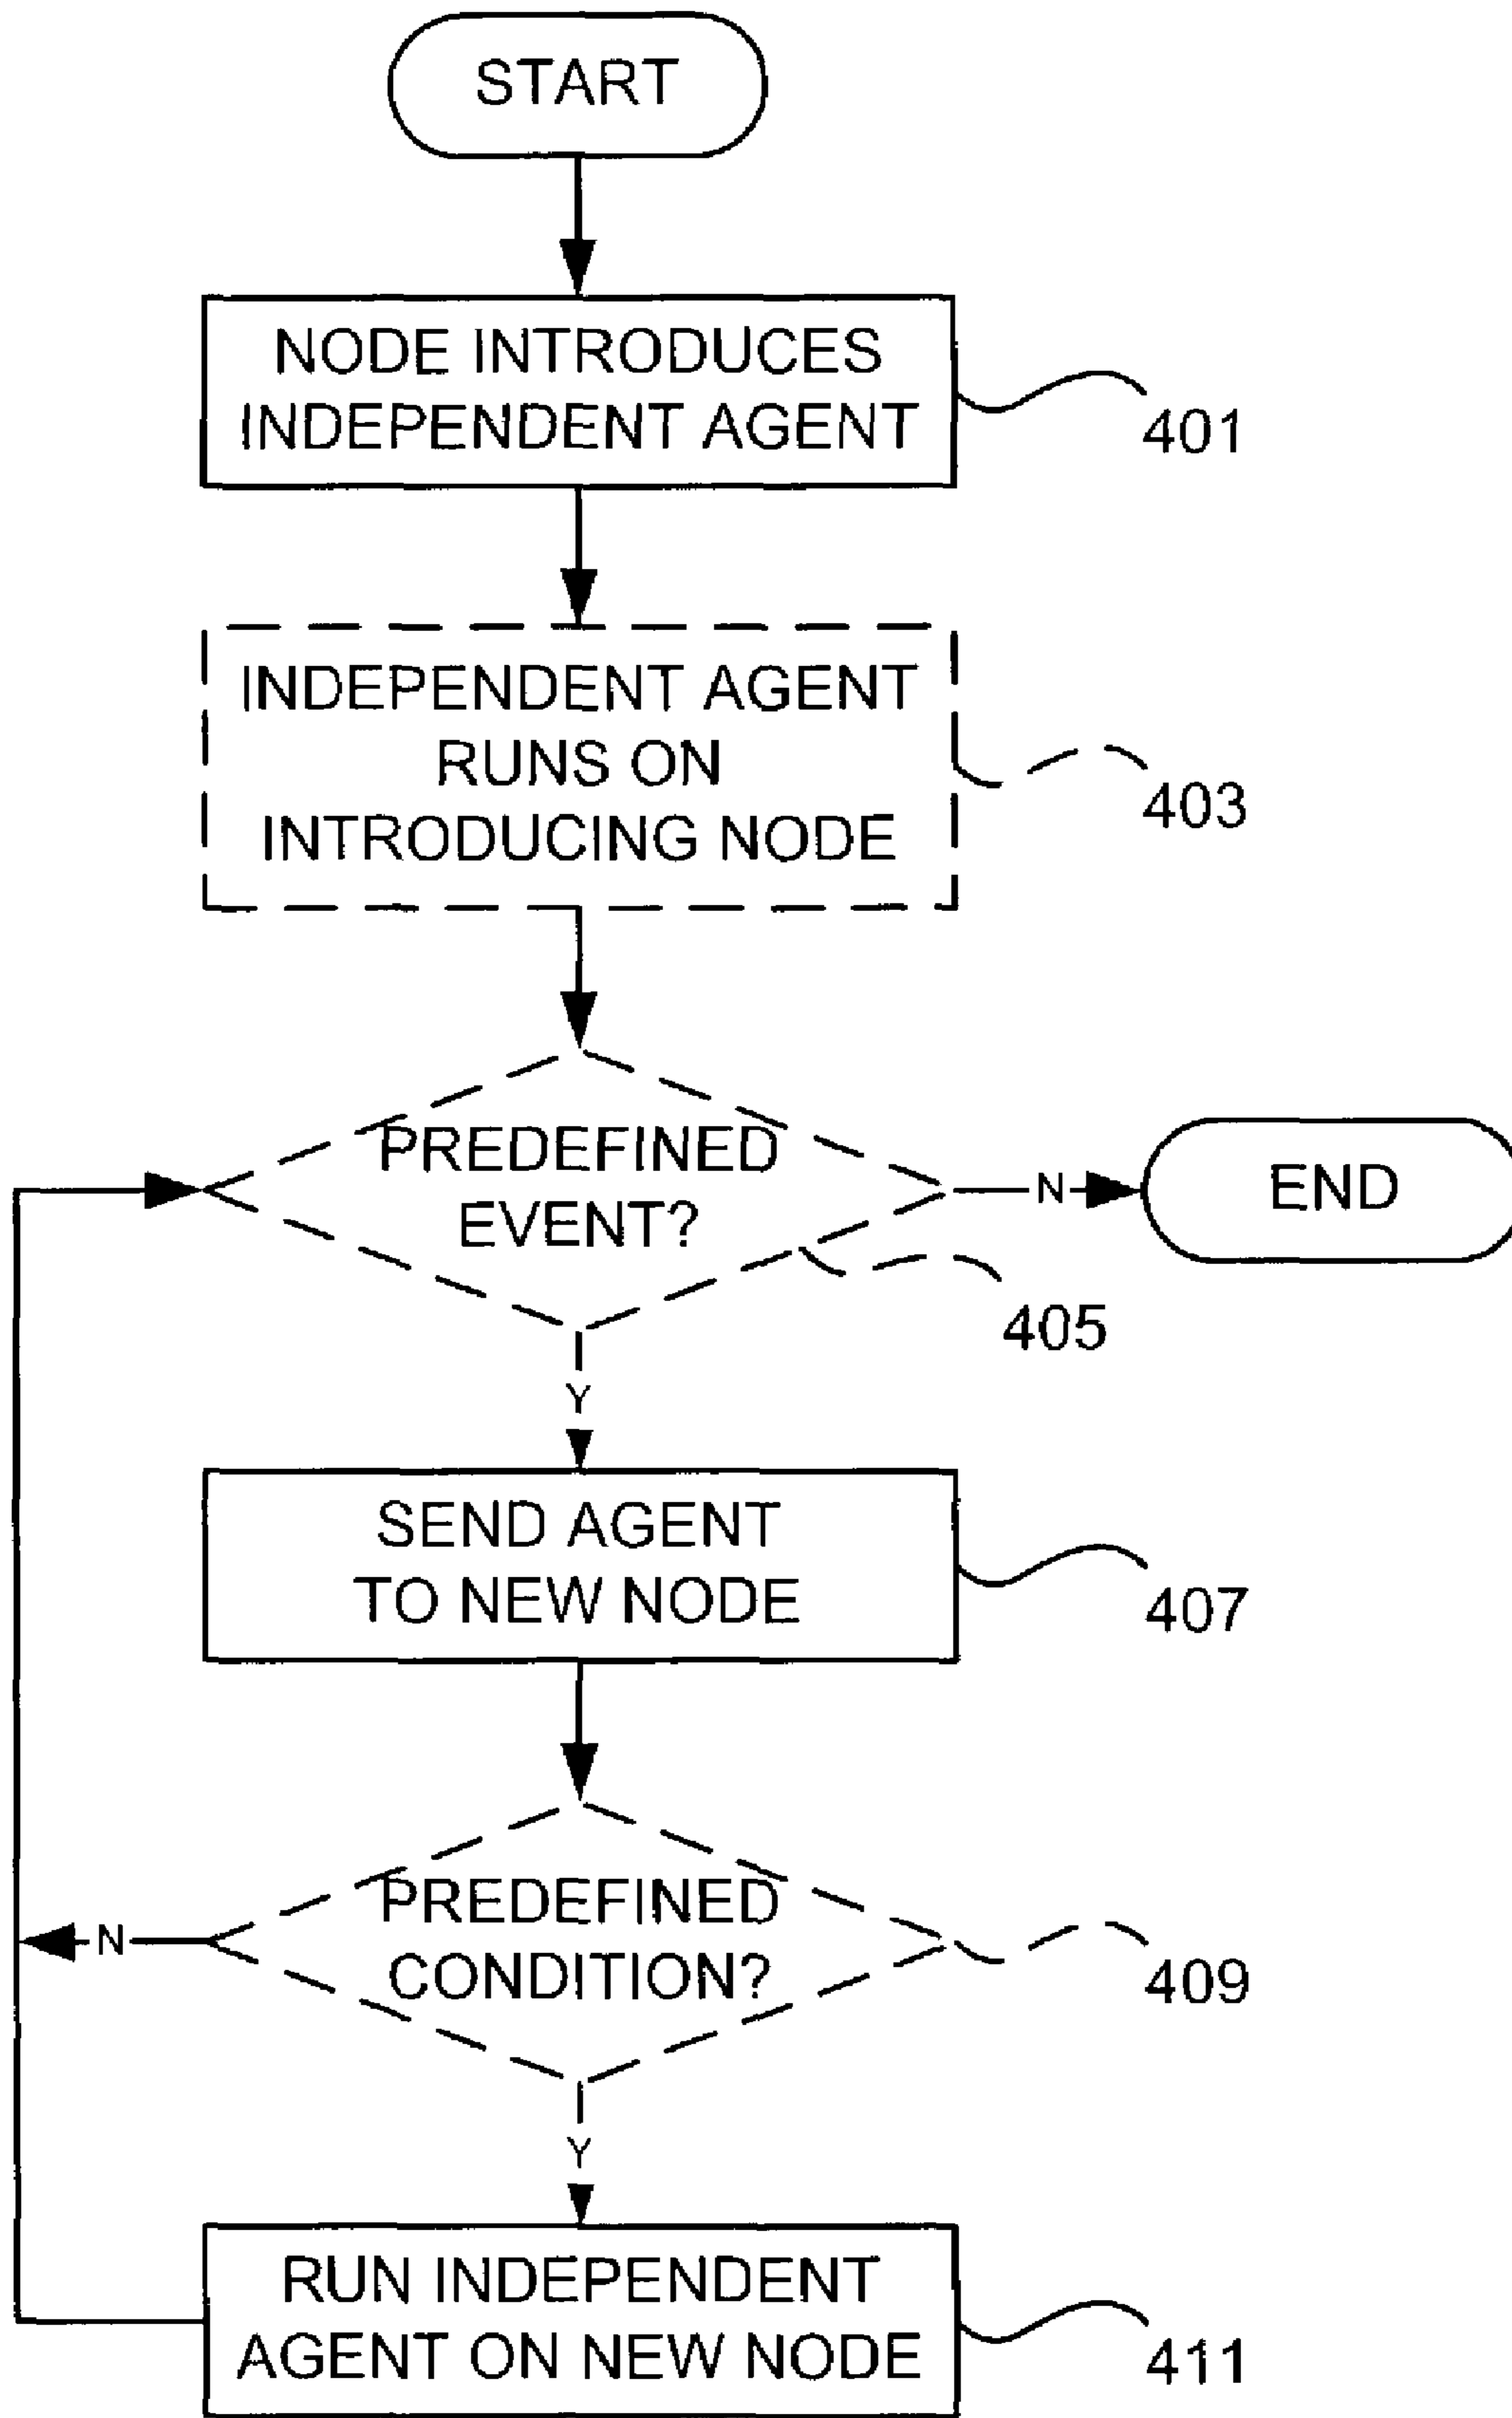 START
NODE INTRODUCES
INDEPENDENT AGENT
401
INDEPENDENT AGENT
RUNS ON
INTRODUCING NODE
403
PREDEFINED
EVENT?
N
END
405
Y
SEND AGENT
TO NEW NODE
407
PREDEFINED
CONDITION?
N
409
Y
RUN INDEPENDENT
AGENT ON NEW NODE
411